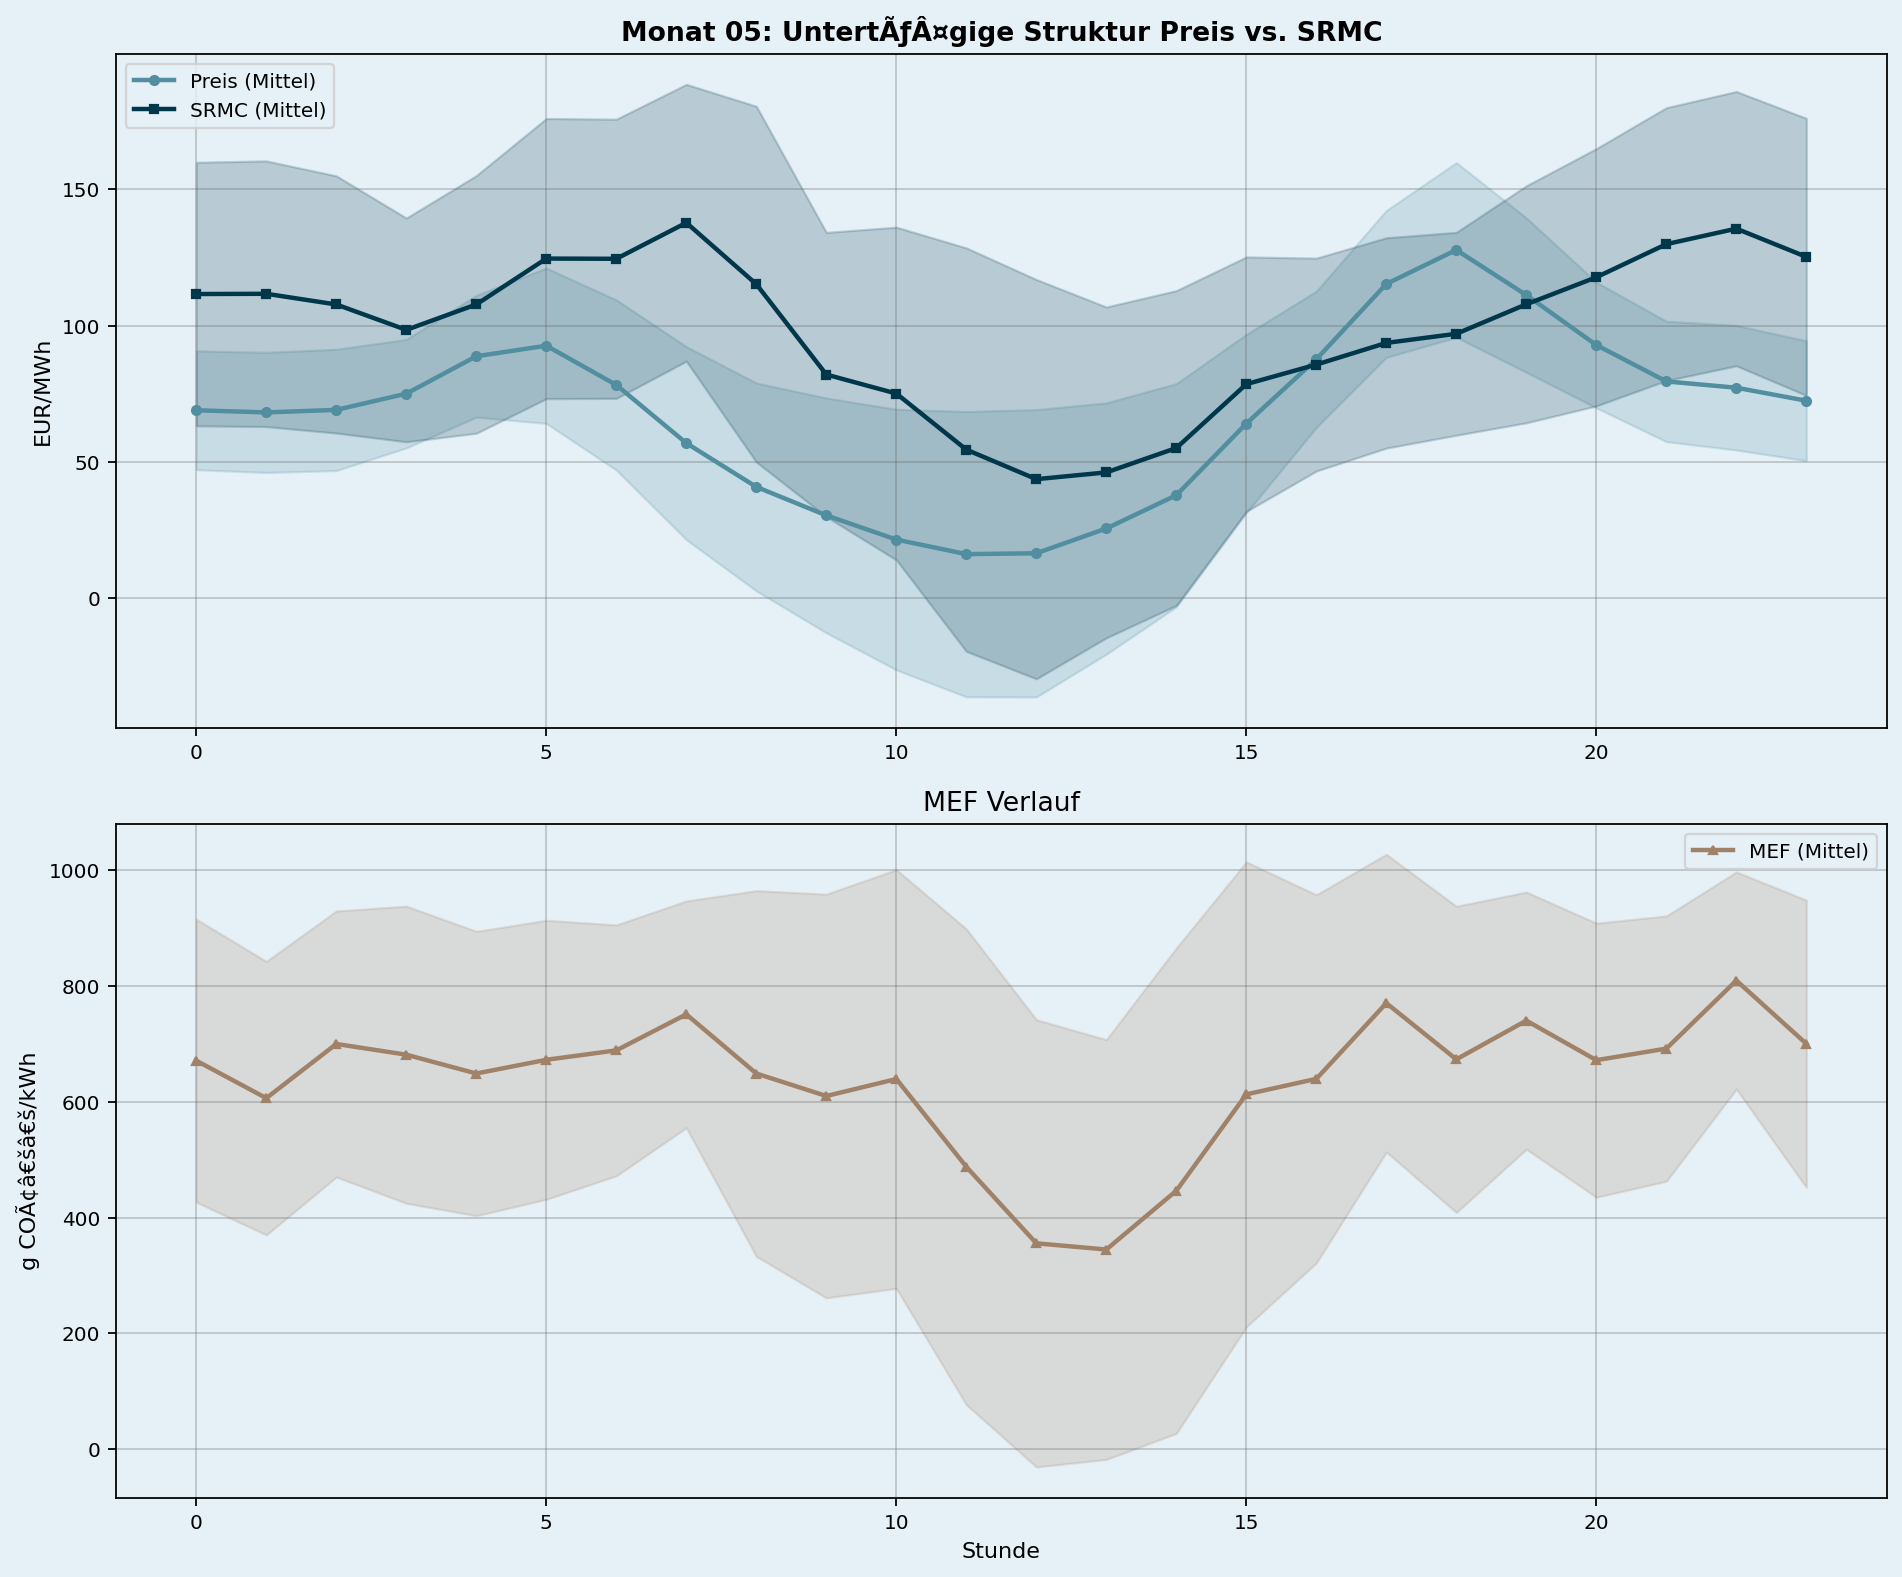 Monat 05: UntertÃƒÂ¤gige Struktur Preis vs. SRMC
Preis (Mittel)
SRMC (Mittel)
EUR/MWh
150
100
50
0
0
5
10
15
20
MEF Verlauf
MEF (Mittel)
g COÃ¢â€šâ€š/kWh
1000
800
600
400
200
0
0
5
10
15
20
Stunde